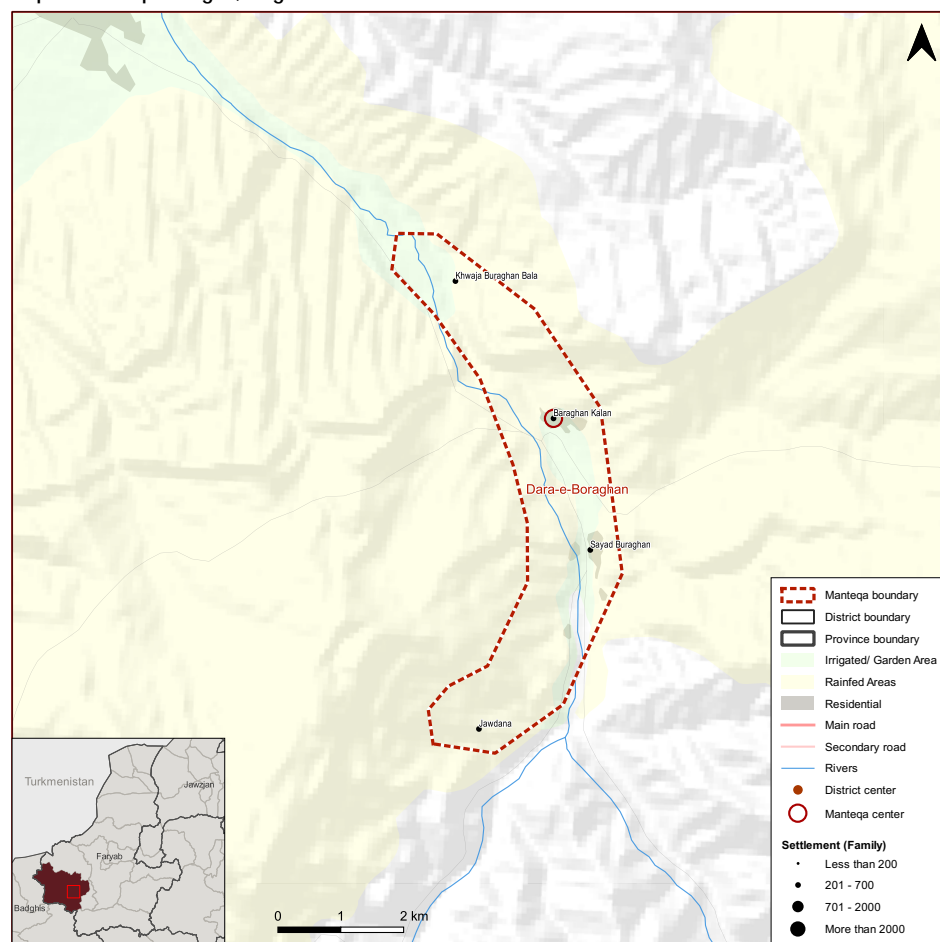 Khwaja Buraghan Bala
Baraghan Kalan
Dara-e-Boraghan
Sayad Buraghan
Jawdana
Manteqa boundary
District boundary
Province boundary
Irrigated/ Garden Area
Rainfed Areas
Residential
Main road
Secondary road
Rivers
District center
Manteqa center
Settlement (Family)
Less than 200
201 - 700
701 - 2000
More than 2000
Turkmenistan
Jawzjan
Faryab
Badghis
0 1 2 km